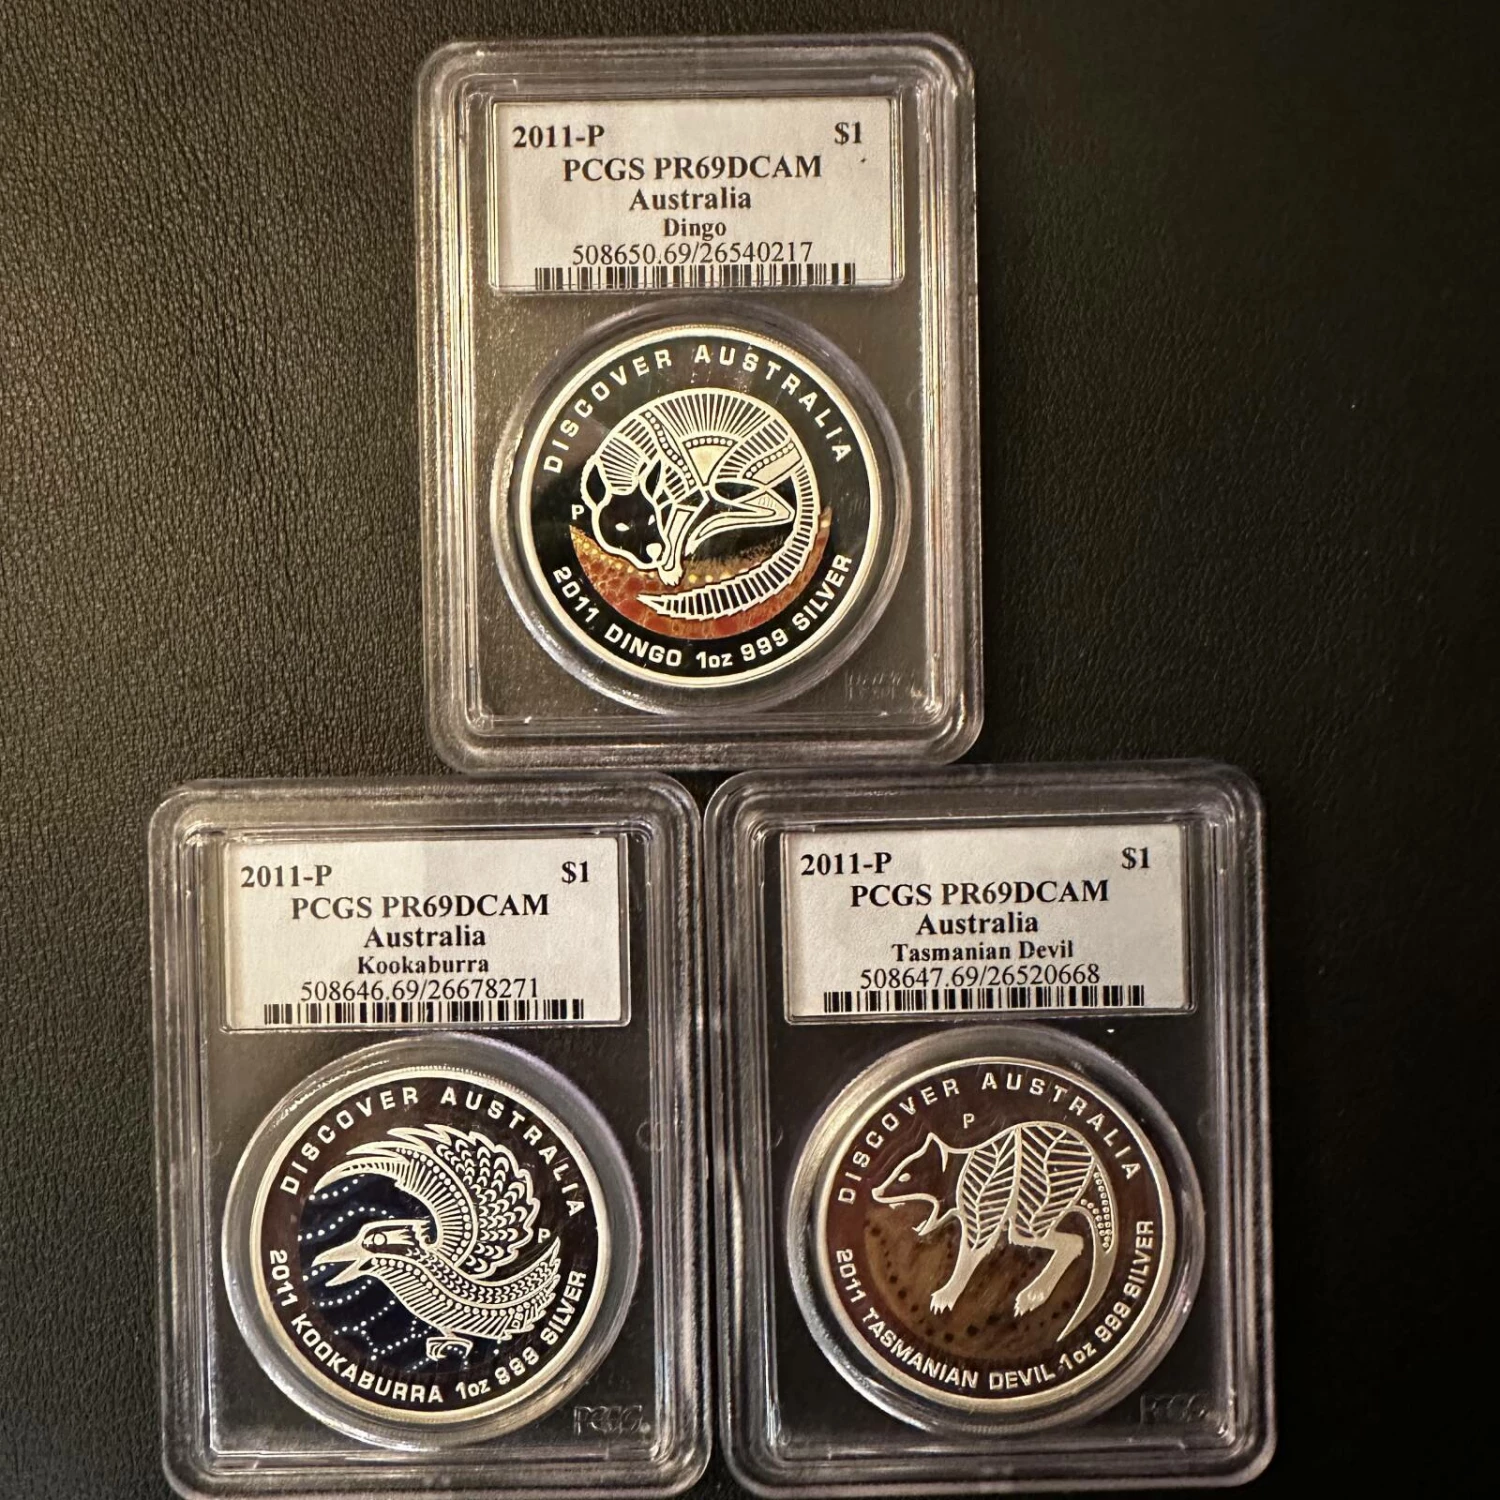 2011-P $1
PCGS PR69DCAM
Australia
Dingo
508650.69/26540217
DISCOVER AUSTRALIA
P
2011 DINGO 1oz 999 SILVER
2011-P $1
PCGS PR69DCAM
Australia
Kookaburra
508646.69/26678271
DISCOVER AUSTRALIA
P
2011 KOOKABURRA 1oz 999 SILVER
PCGS
2011-P $1
PCGS PR69DCAM
Australia
Tasmanian Devil
508647.69/26520668
DISCOVER AUSTRALIA
P
2011 TASMANIAN DEVIL 1oz 999 SILVER
PCGS